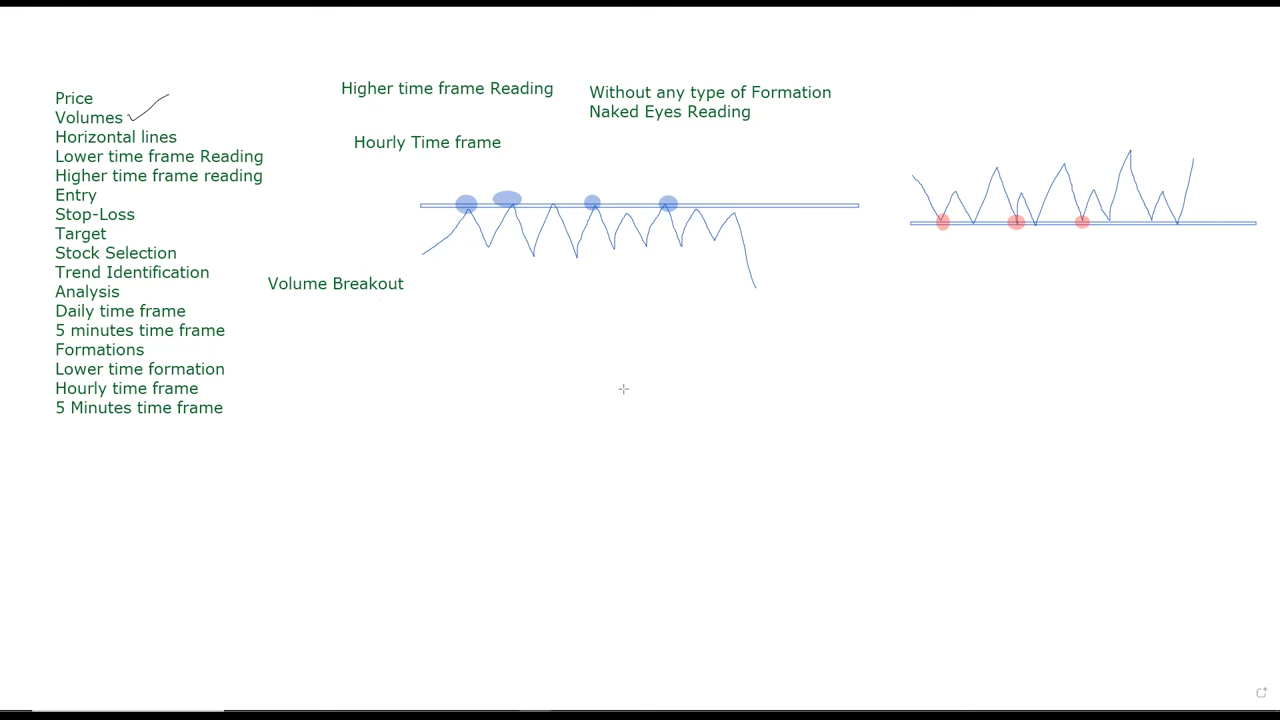 Price
Volumes
Horizontal lines
Lower time frame Reading
Higher time frame reading
Entry
Stop-Loss
Target
Stock Selection
Trend Identification
Analysis
Daily time frame
5 minutes time frame
Formations
Lower time formation
Hourly time frame
5 Minutes time frame
Higher time frame Reading
Hourly Time frame
Volume Breakout
Without any type of Formation
Naked Eyes Reading